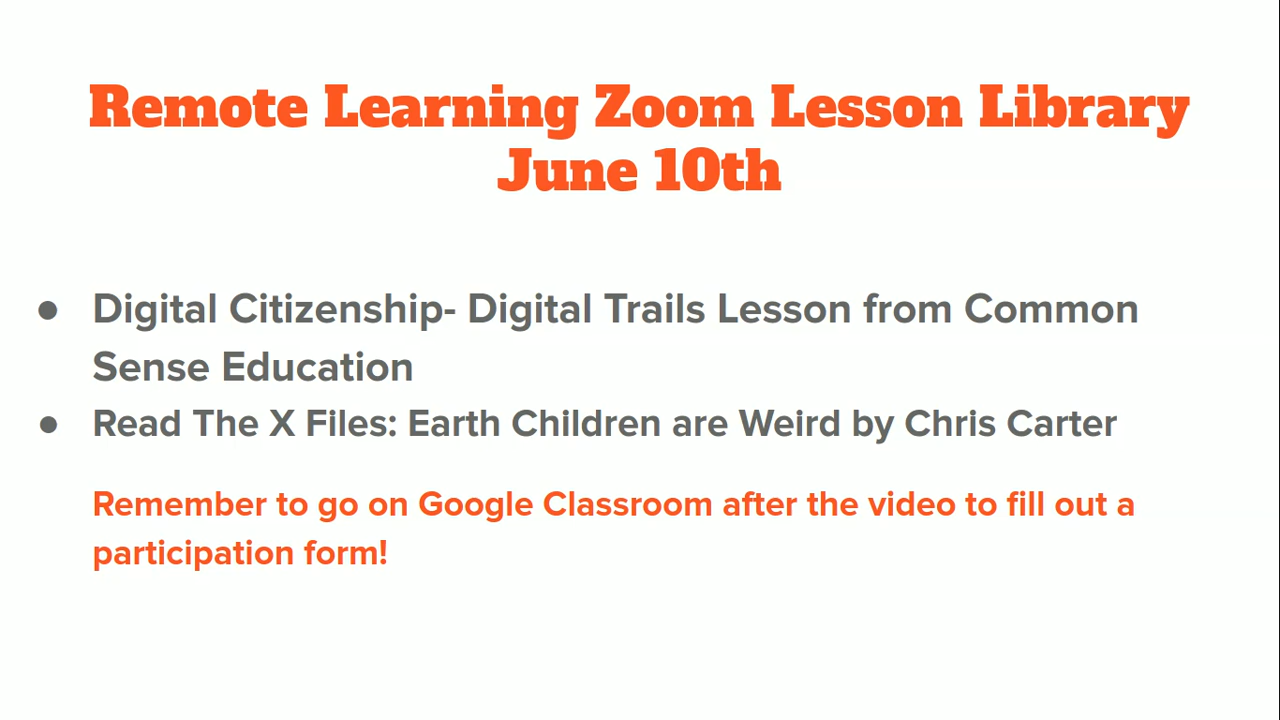 Remote Learning Zoom Lesson Library
June 10th
● Digital Citizenship- Digital Trails Lesson from Common
Sense Education
● Read The X Files: Earth Children are Weird by Chris Carter
Remember to go on Google Classroom after the video to fill out a
participation form!